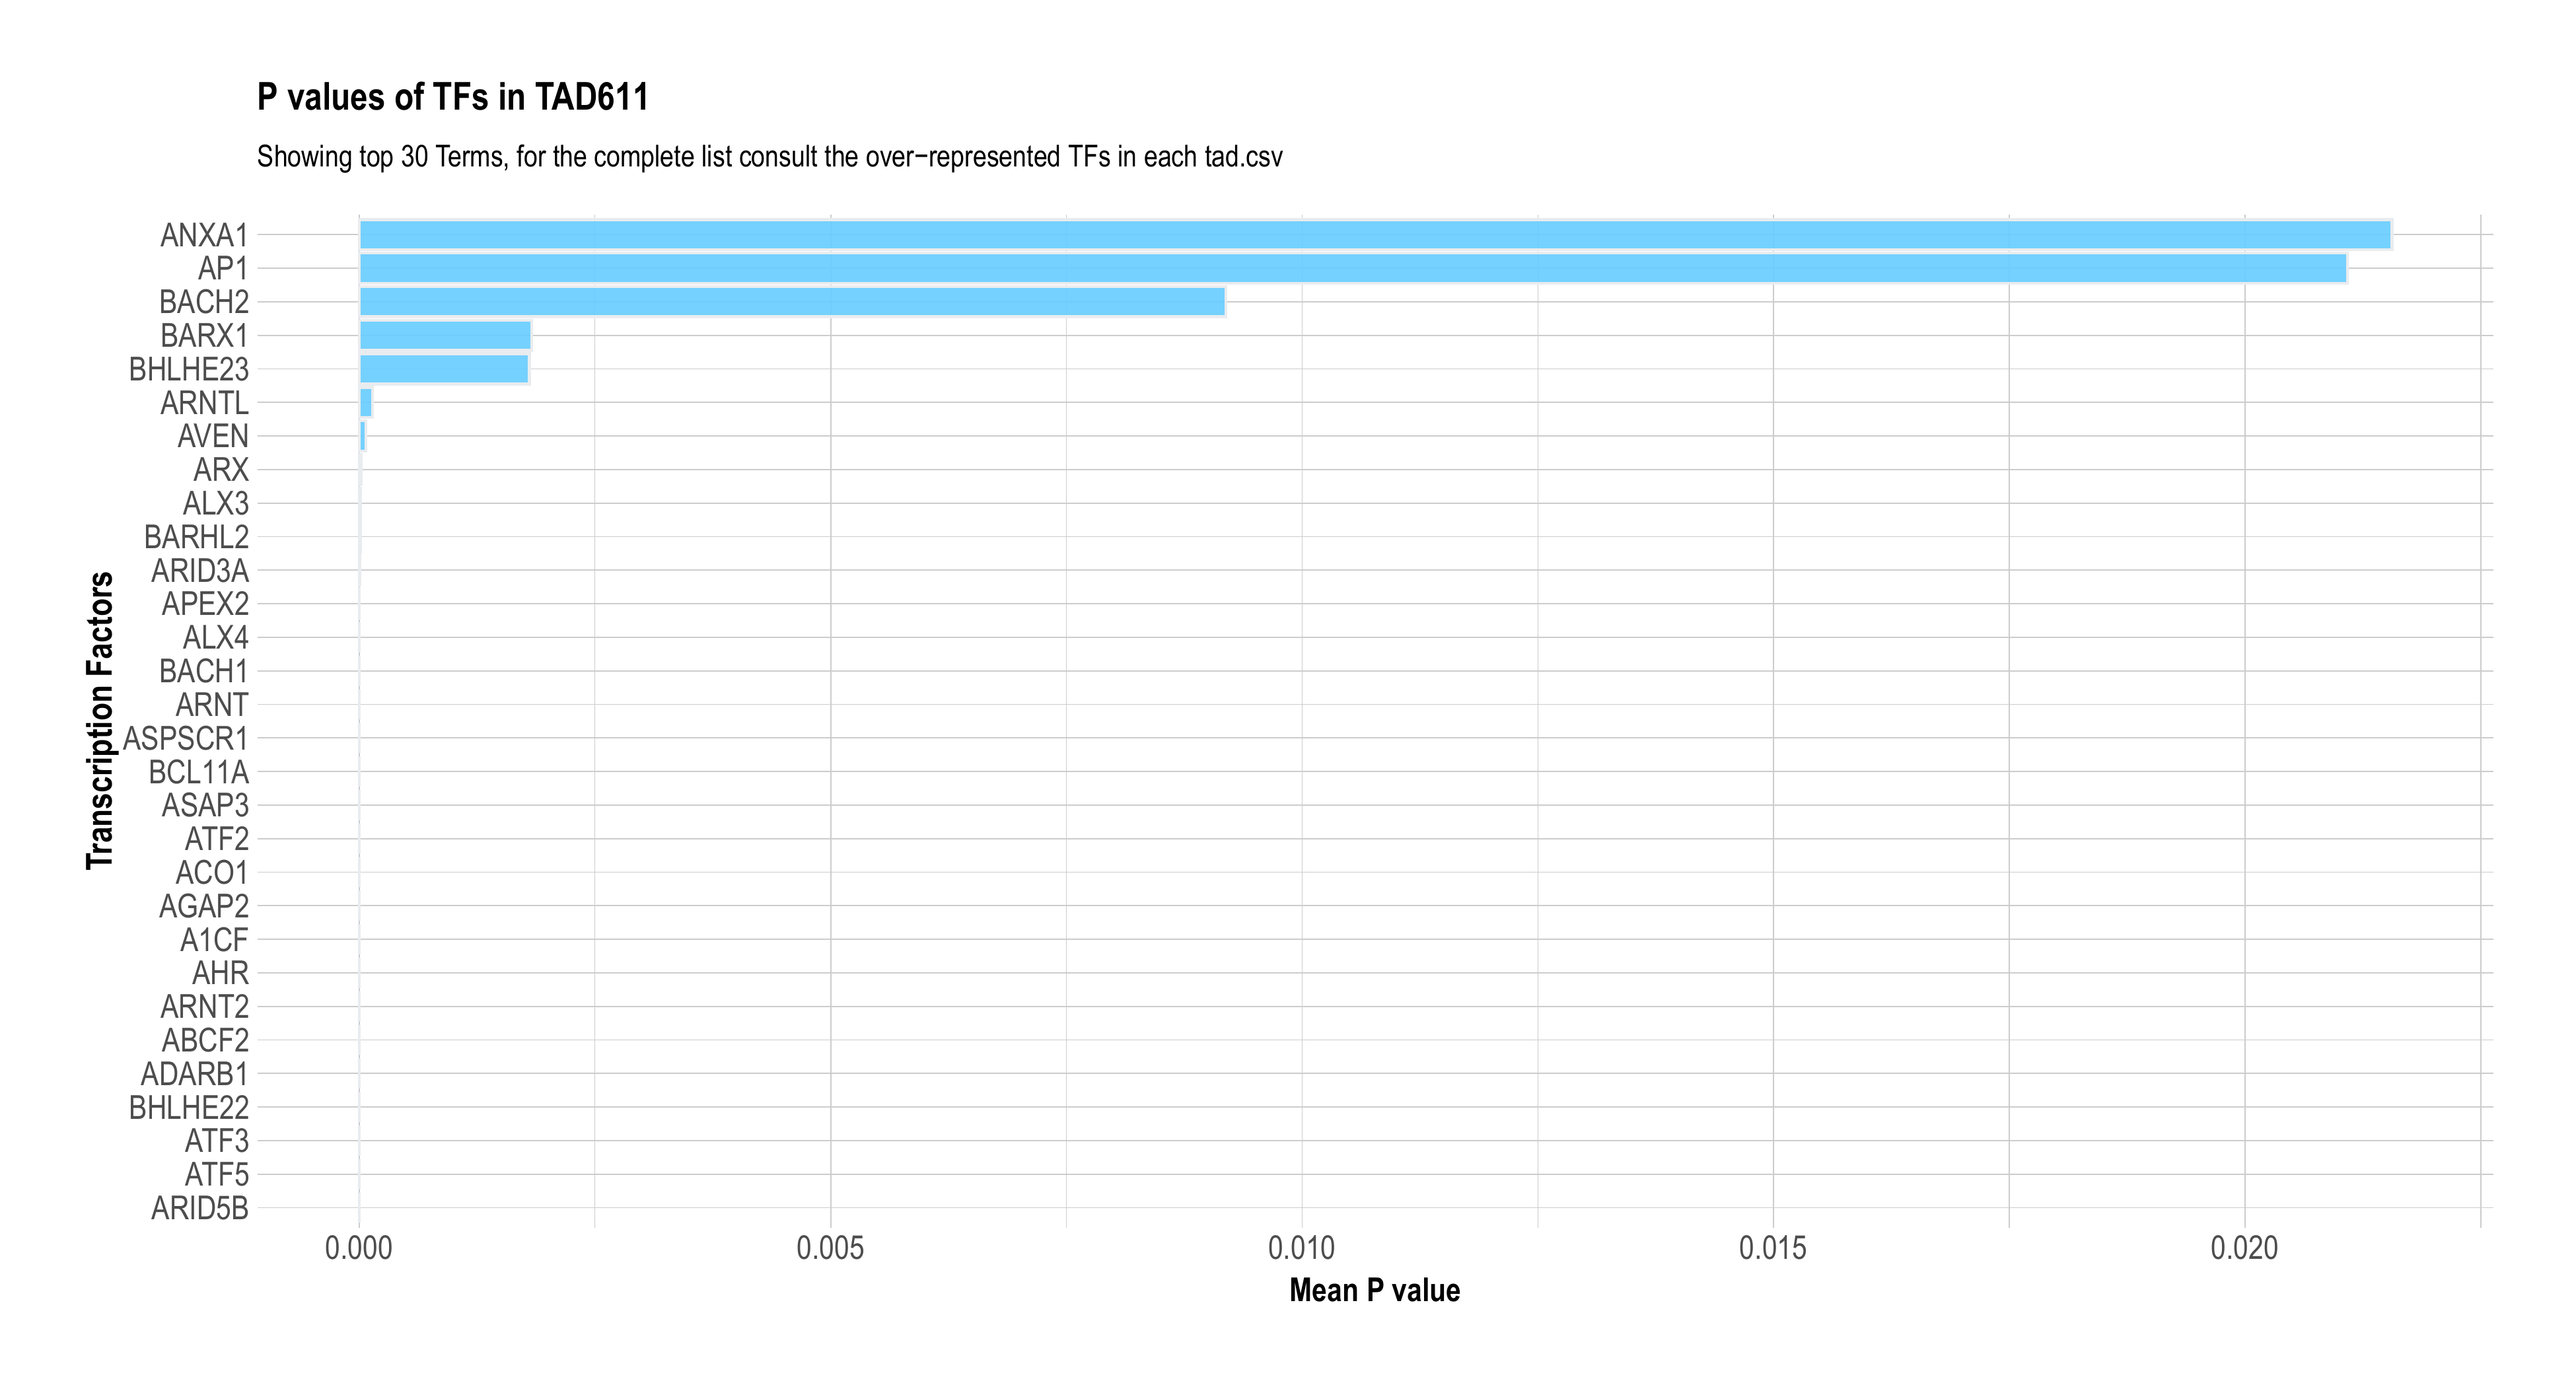 P values of TFs in TAD611
Showing top 30 Terms, for the complete list consult the over−represented TFs in each tad.csv
Transcription Factors
ANXA1
AP1
BACH2
BARX1
BHLHE23
ARNTL
AVEN
ARX
ALX3
BARHL2
ARID3A
APEX2
ALX4
BACH1
ARNT
ASPSCR1
BCL11A
ASAP3
ATF2
ACO1
AGAP2
A1CF
AHR
ARNT2
ABCF2
ADARB1
BHLHE22
ATF3
ATF5
ARID5B
0.000 0.005 0.010 0.015 0.020
Mean P value